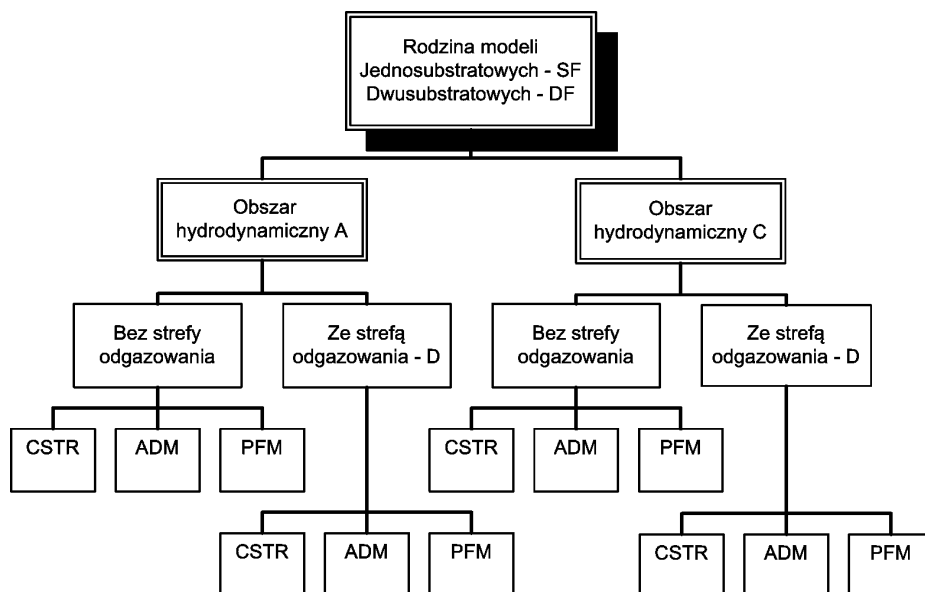 Rodzina modeli
Jednosubstratowych - SF
Dwusubstratowych - DF
Obszar
hydrodynamiczny A
Obszar
hydrodynamiczny C
Bez strefy
odgazowania
Ze strefą
odgazowania - D
Bez strefy
odgazowania
Ze strefą
odgazowania - D
CSTR
ADM
PFM
CSTR
ADM
PFM
CSTR
ADM
PFM
CSTR
ADM
PFM